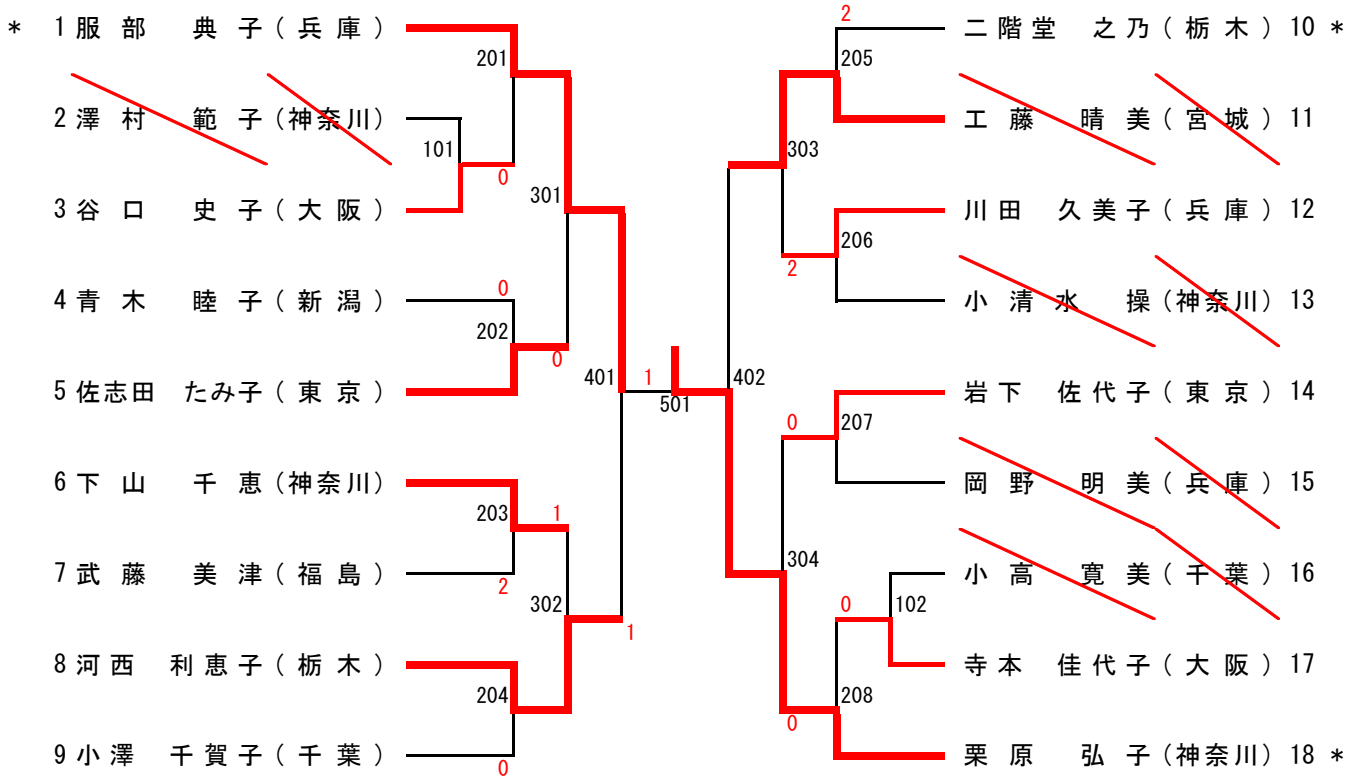 * 1 服部 典子 (兵庫)
2 澤村 範子 (神奈川)
3 谷口 史子 (大阪)
4 青木 睦子 (新潟)
5 佐志田 たみ子 (東京)
6 下山 千恵 (神奈川)
7 武藤 美津 (福島)
8 河西 利恵子 (栃木)
9 小澤 千賀子 (千葉)
201
101
0
301
0
202
0
401
1
501
203
1
2
302
1
204
0
2
205
303
206
2
402
0
207
304
0
102
208
0
二階堂 之乃 (栃木) 10 *
工藤 晴美 (宮城) 11
川田 久美子 (兵庫) 12
小清水 操 (神奈川) 13
岩下 佐代子 (東京) 14
岡野 明美 (兵庫) 15
小高 寛美 (千葉) 16
寺本 佳代子 (大阪) 17
栗原 弘子 (神奈川) 18 *